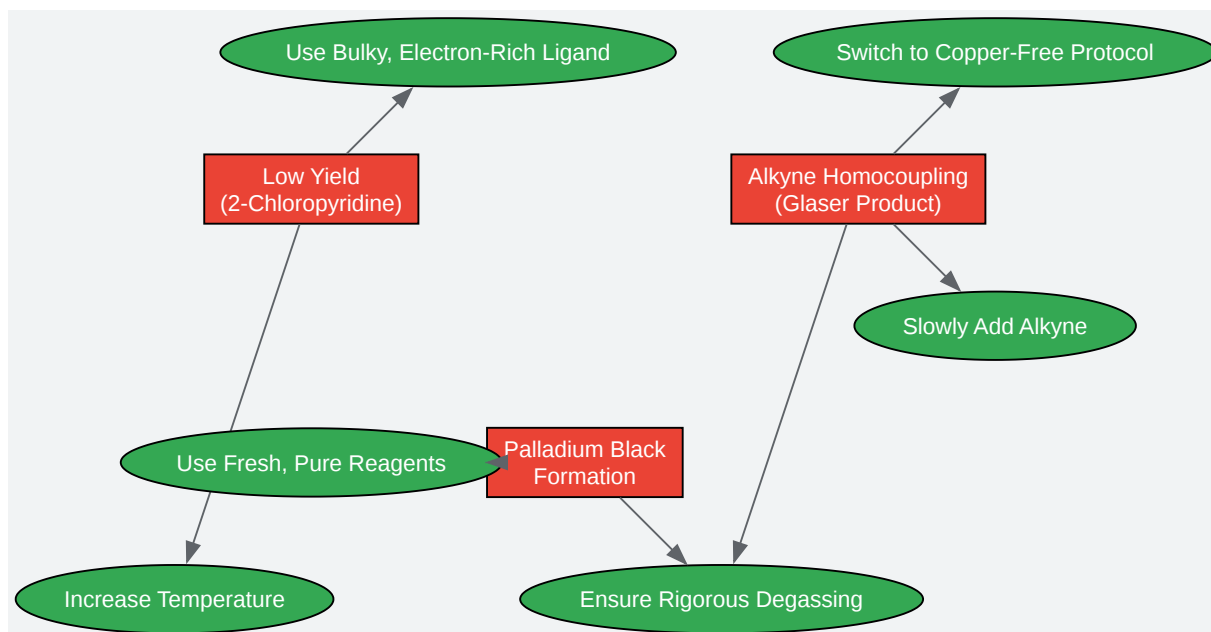 Use Bulky, Electron-Rich Ligand
Switch to Copper-Free Protocol
Low Yield
(2-Chloropyridine)
Alkyne Homocoupling
(Glaser Product)
Slowly Add Alkyne
Use Fresh, Pure Reagents
Palladium Black
Formation
Increase Temperature
Ensure Rigorous Degassing